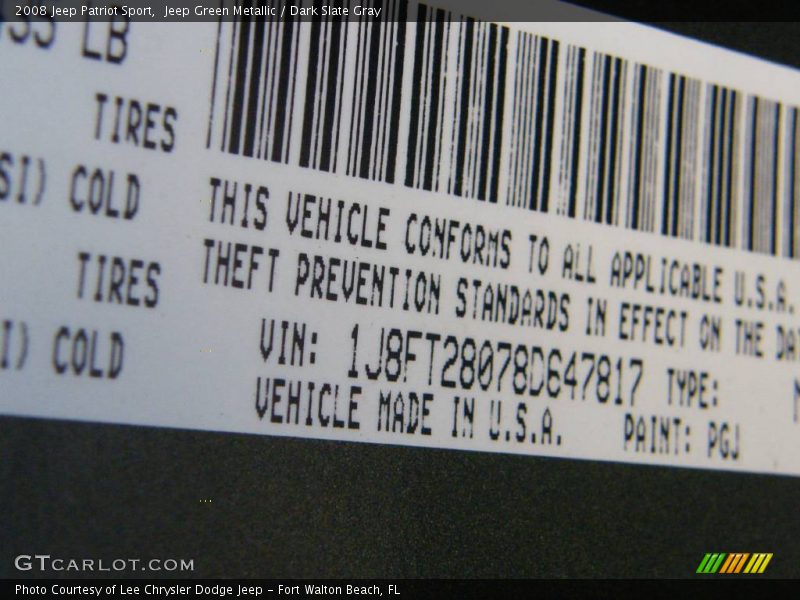 2008 Jeep Patriot Sport,  Jeep Green Metallic / Dark Slate Gray
LB
TIRES
COLD
TIRES
COLD
THIS VEHICLE CONFORMS TO ALL APPLICABLE U.S.A.
THEFT PREVENTION STANDARDS IN EFFECT ON THE
VIN: 1J8FT28078D647817 TYPE:
VEHICLE MADE IN U.S.A. PAINT: PGJ
GTCARLOT.COM
Photo Courtesy of Lee Chrysler Dodge Jeep - Fort Walton Beach, FL